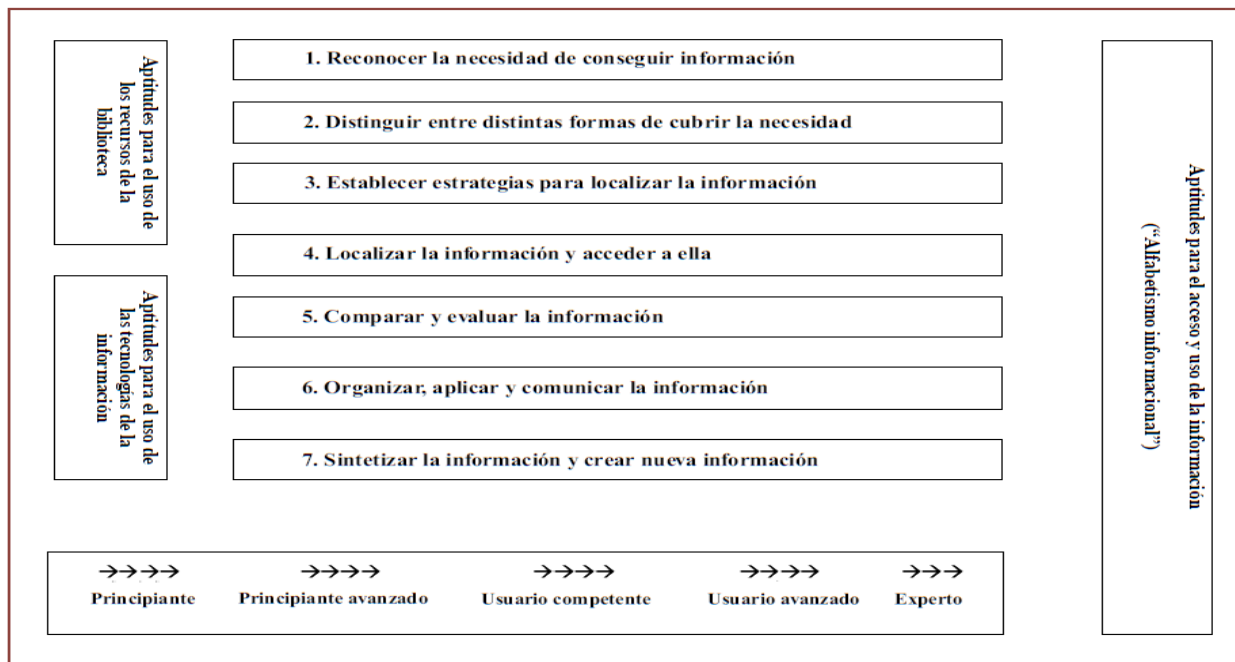 Aptitudes para el uso de
los recursos de la
biblioteca
1. Reconocer la necesidad de conseguir información
2. Distinguir entre distintas formas de cubrir la necesidad
3. Establecer estrategias para localizar la información
4. Localizar la información y acceder a ella
Aptitudes para el uso de
las tecnologías de la
información
5. Comparar y evaluar la información
6. Organizar, aplicar y comunicar la información
7. Sintetizar la información y crear nueva información
Aptitudes para el acceso y uso de la información
(“Alfabetismo informacional”)
→→→→ →→→→ →→→→ →→→→ →→→
Principiante Principiante avanzado Usuario competente Usuario avanzado Experto